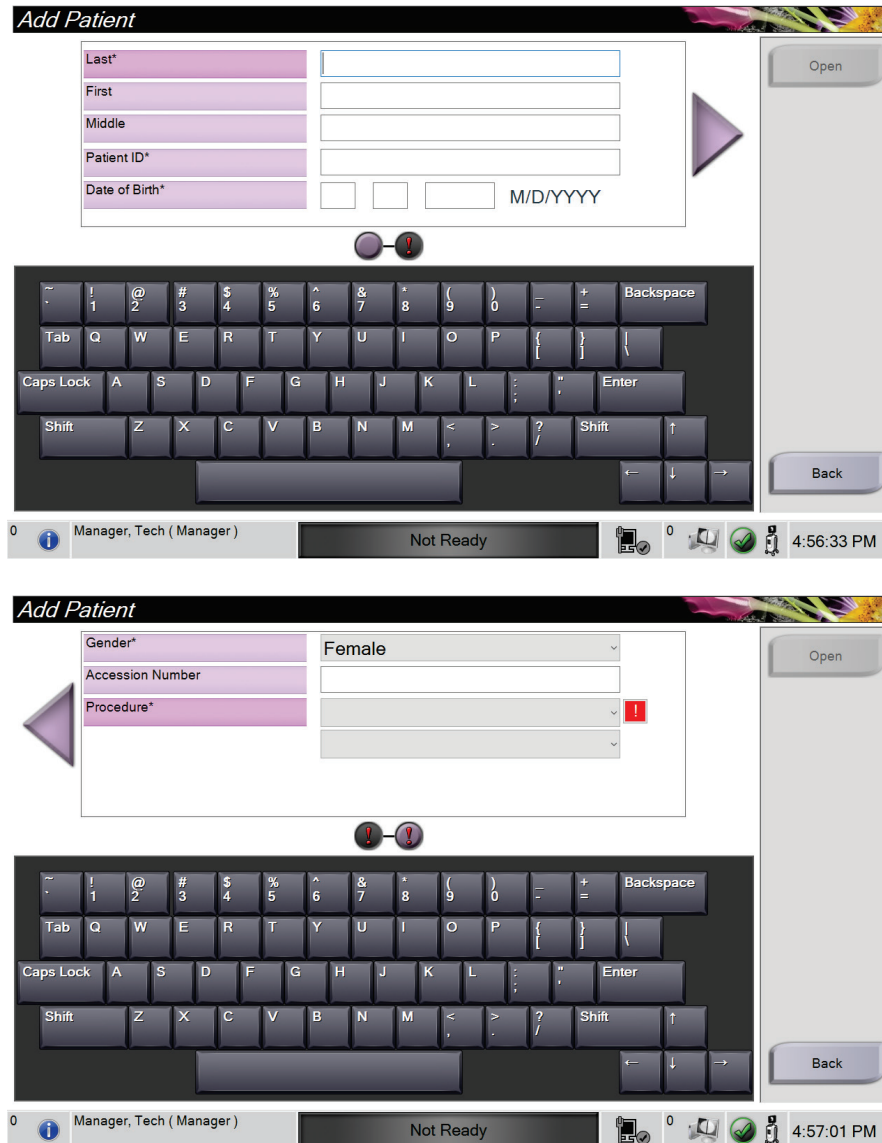 Add Patient
Last*
Open
First
Middle
Patient ID*
Date of Birth* M/D/YYYY
~ ! @ # $ % ^ & * ( ) _ + Backspace
` 1 2 3 4 5 6 7 8 9 0 - =
Tab Q W E R T Y U I O P { } |
[ ] \
Caps Lock A S D F G H J K L : " Enter
; '
Shift Z X C V B N M < > ? Shift ↑
, . /
← ↓ → Back
0 Manager, Tech ( Manager ) Not Ready 0 4:56:33 PM
Add Patient
Gender* Female Open
Accession Number
Procedure* !
~ ! @ # $ % ^ & * ( ) _ + Backspace
` 1 2 3 4 5 6 7 8 9 0 - =
Tab Q W E R T Y U I O P { } |
[ ] \
Caps Lock A S D F G H J K L : " Enter
; '
Shift Z X C V B N M < > ? Shift ↑
, . /
← ↓ → Back
0 Manager, Tech ( Manager ) Not Ready 0 4:57:01 PM